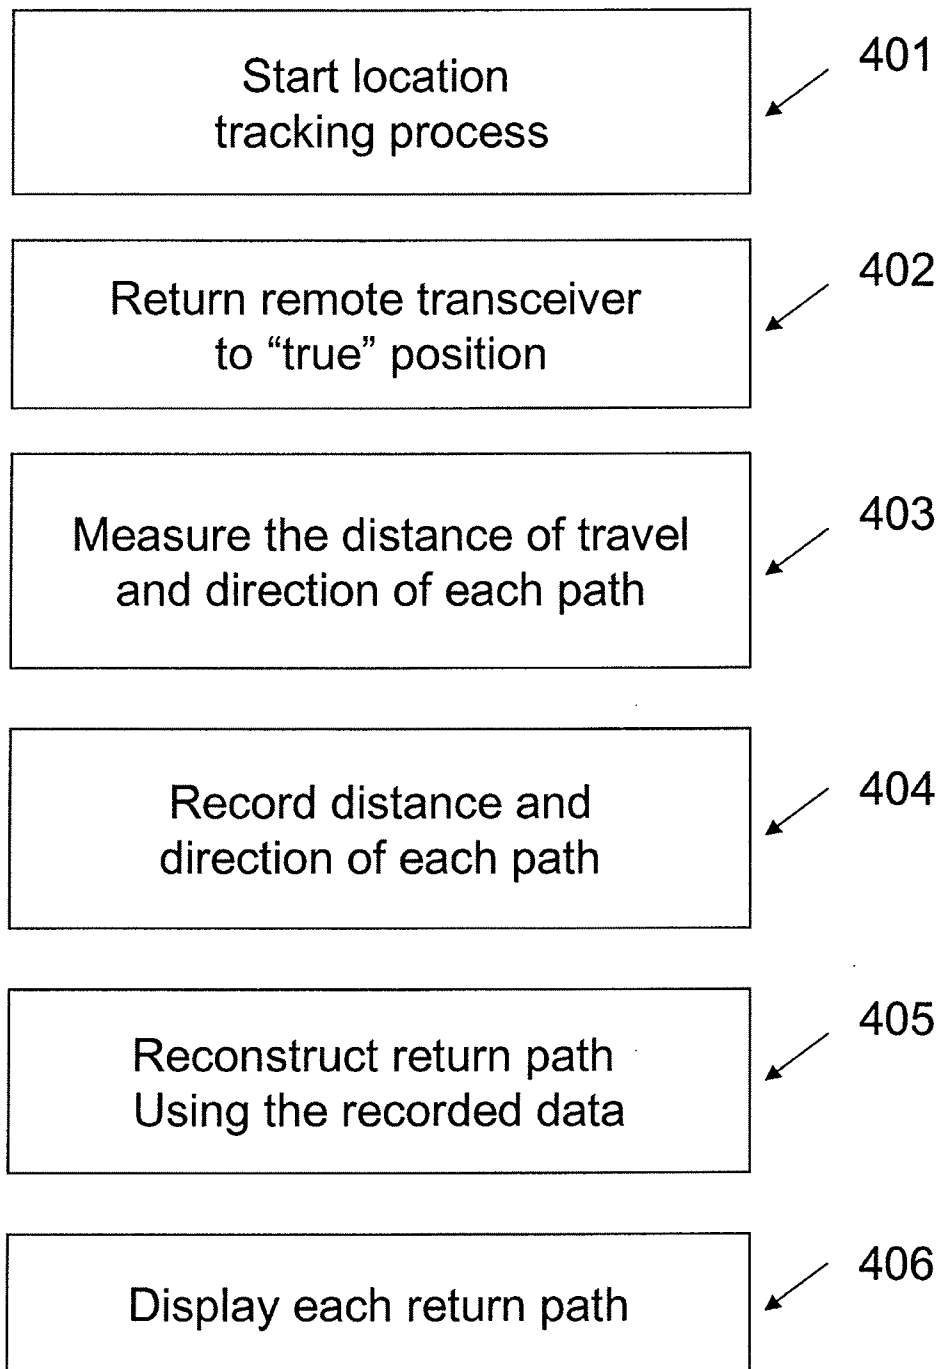 Start location
tracking process
401
Return remote transceiver
to “true” position
402
Measure the distance of travel
and direction of each path
403
Record distance and
direction of each path
404
Reconstruct return path
Using the recorded data
405
Display each return path
406